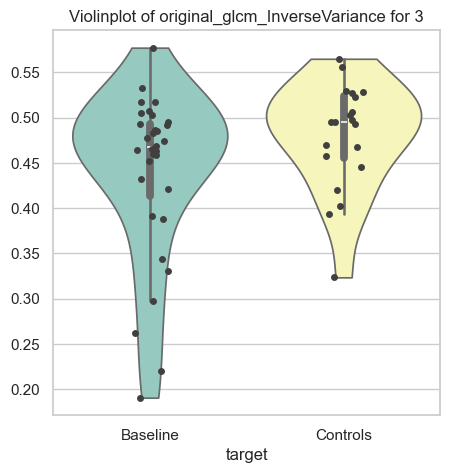 Violinplot of original_glcm_InverseVariance for 3
0.55
0.50
0.45
0.40
0.35
0.30
0.25
0.20
Baseline
Controls
target